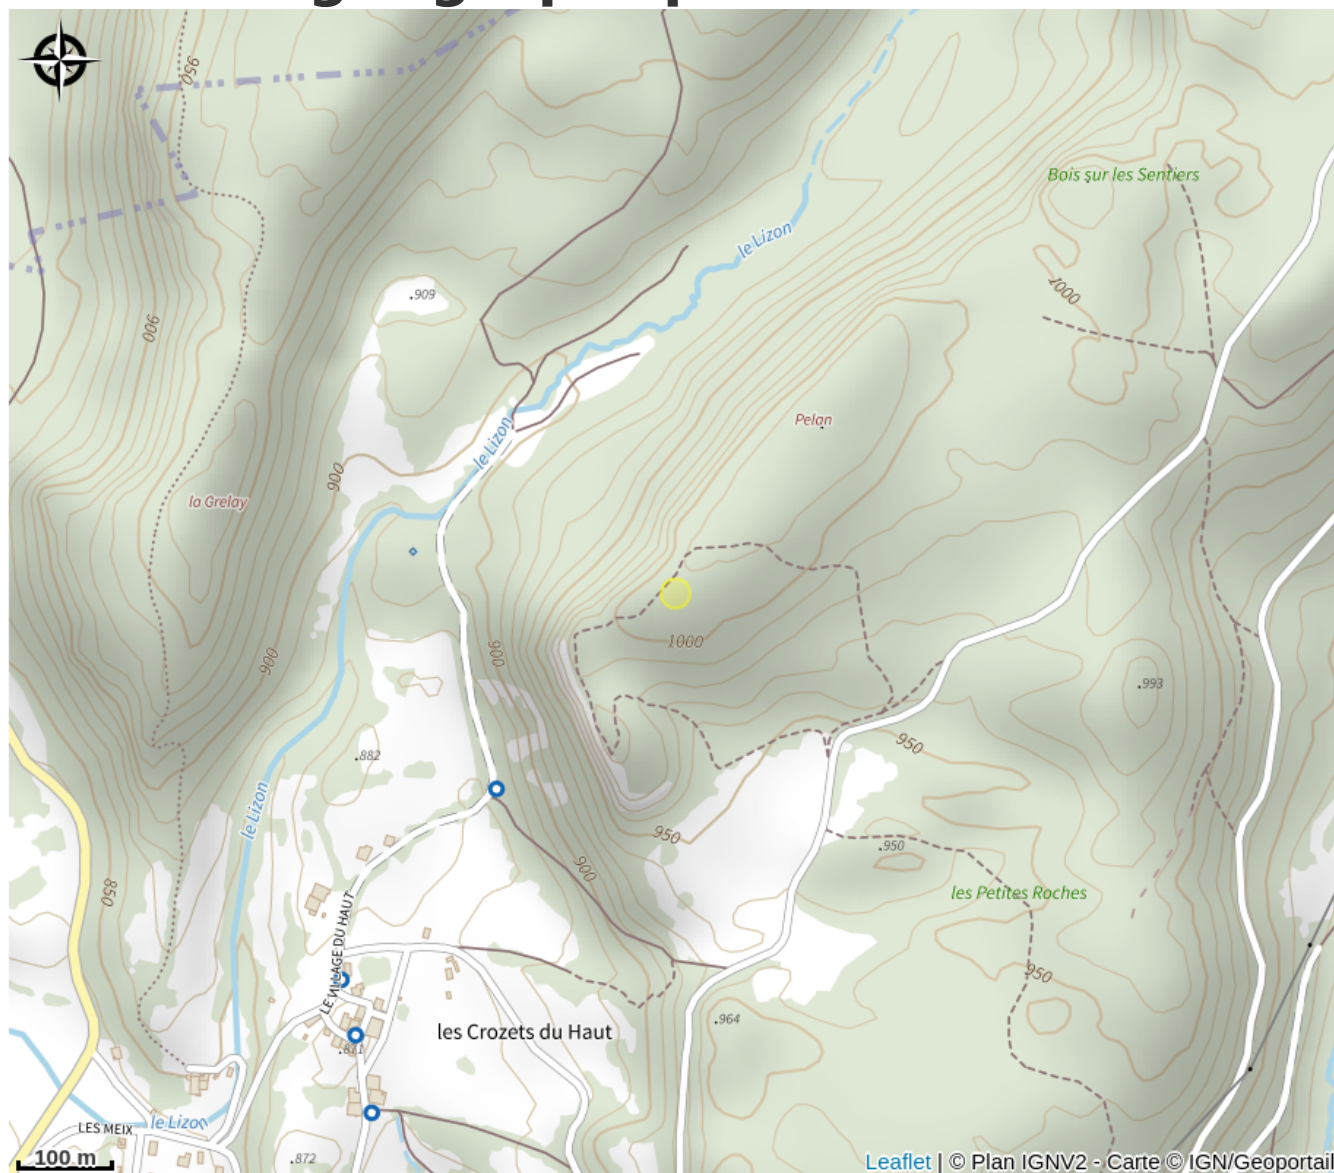 950
Bois sur les Sentiers
le Lizon
1000
.909
900
Pelan
le Lizon
900
la Grelay
1000
900
900
.993
950
.882
le Lizon
950
.950
900
850
les Petites Roches
LE VILLAGE DU HAUT
950
les Crozets du Haut
.964
.871
LES MEIX
le Lizon
.872
100 m
Leaflet | © Plan IGNV2 - Carte © IGN/Geoportail